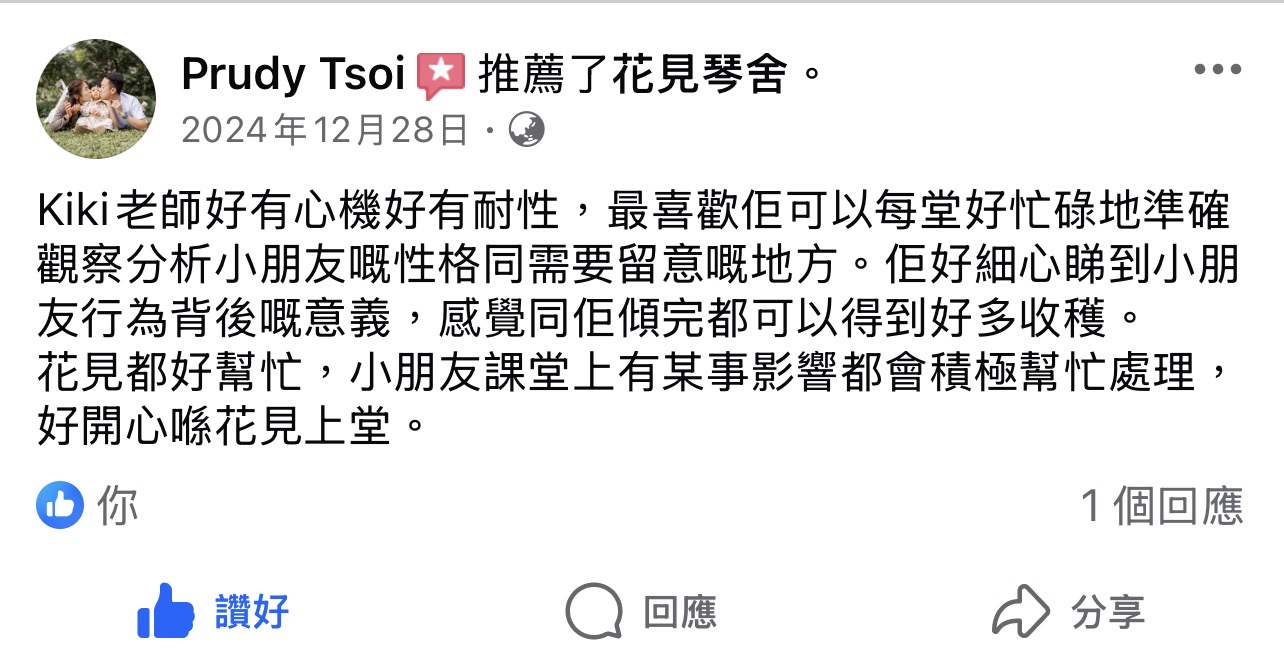 Prudy Tsoi 推薦了花見琴舍。
2024年12月28日 ·
Kiki老師好有心機好有耐性，最喜歡佢可以每堂好忙碌地準確
觀察分析小朋友嘅性格同需要留意嘅地方。佢好細心睇到小朋
友行為背後嘅意義，感覺同佢傾完都可以得到好多收穫。
花見都好幫忙，小朋友課堂上有某事影響都會積極幫忙處理，
好開心喺花見上堂。
你
1 個回應
讚好
回應
分享